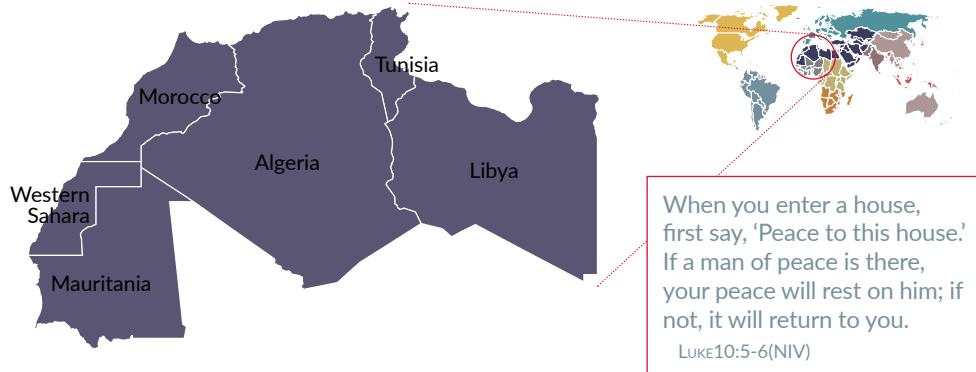 Tunisia
Morocco
Algeria
Libya
Western
Sahara
Mauritania
When you enter a house,
first say, ‘Peace to this house.’
If a man of peace is there,
your peace will rest on him; if
not, it will return to you.
LUKE10:5-6(NIV)